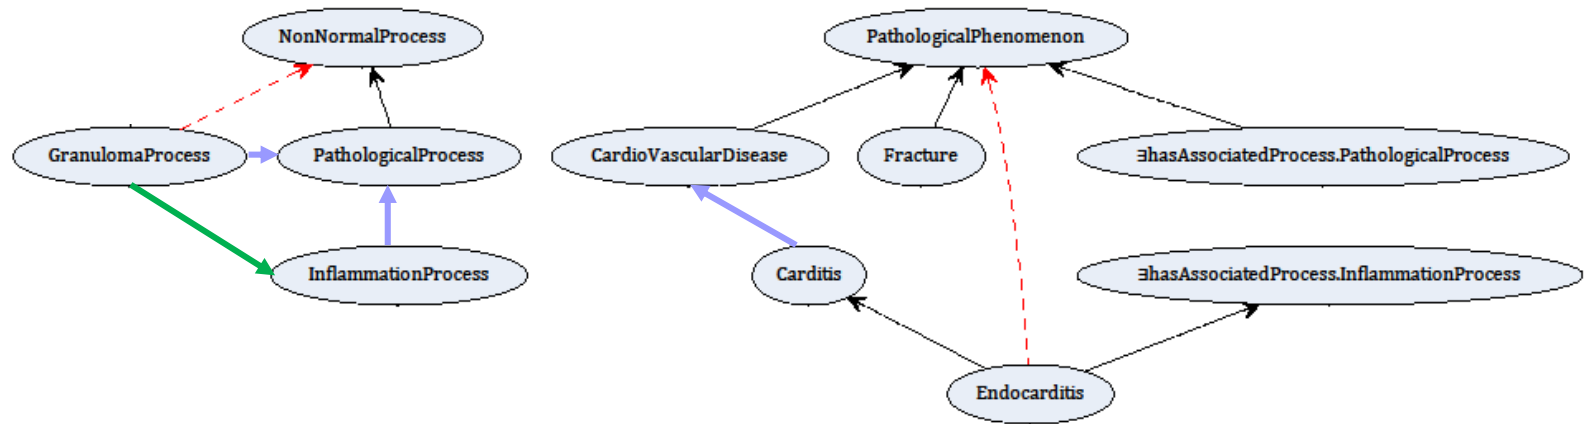 NonNormalProcess
PathologicalPhenomenon
GranulomaProcess
PathologicalProcess
CardioVascularDisease
Fracture
∃hasAssociatedProcess.PathologicalProcess
InflammationProcess
Carditis
∃hasAssociatedProcess.InflammationProcess
Endocarditis